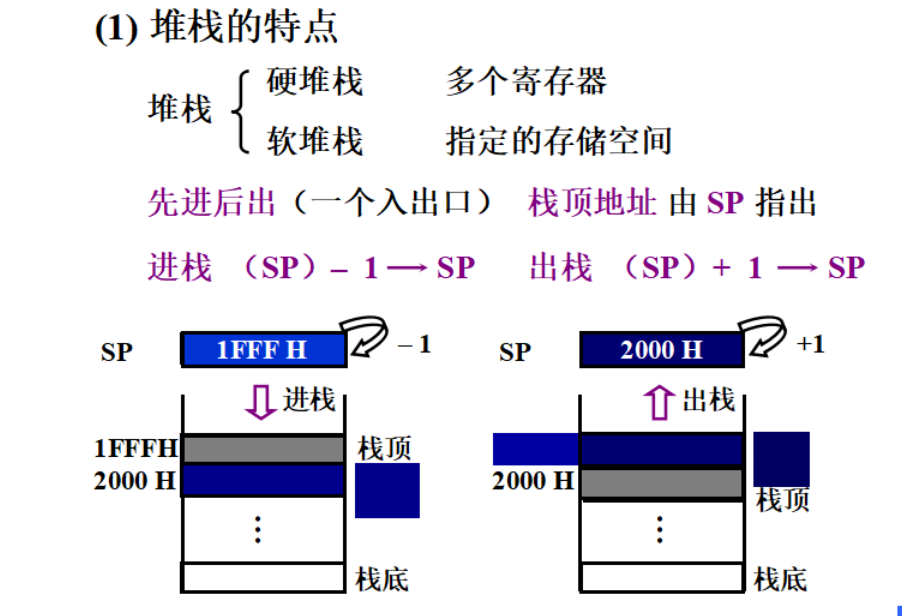 (1) 堆栈的特点
堆栈
硬堆栈 多个寄存器
软堆栈 指定的存储空间
先进后出（一个入出口） 栈顶地址 由 SP 指出
进栈 （SP）– 1 → SP 出栈 （SP）+ 1 → SP
SP 1FFF H – 1
进栈
1FFFH 栈顶
2000 H
⋮
栈底
SP 2000 H +1
出栈
2000 H 栈顶
⋮
栈底